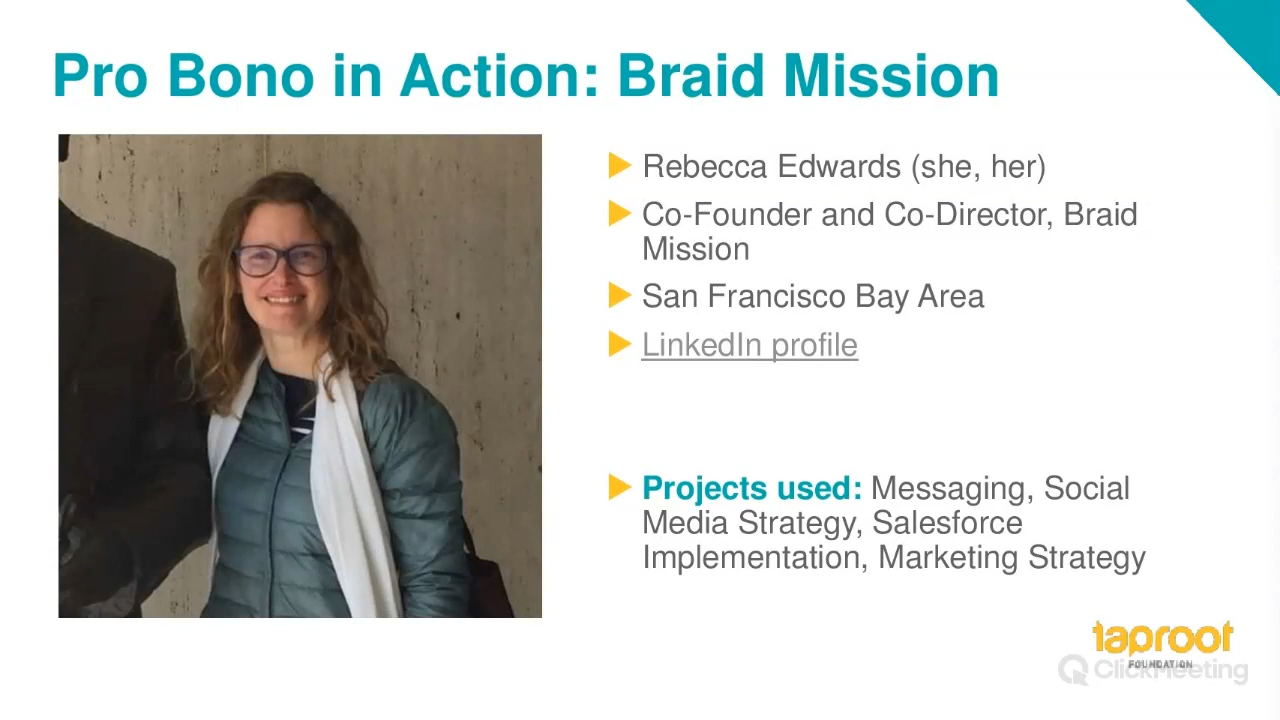 Pro Bono in Action: Braid Mission
Rebecca Edwards (she, her)
Co-Founder and Co-Director, Braid
Mission
San Francisco Bay Area
LinkedIn profile
Projects used: Messaging, Social
Media Strategy, Salesforce
Implementation, Marketing Strategy
taproot
FOUNDATION
ClickMeeting